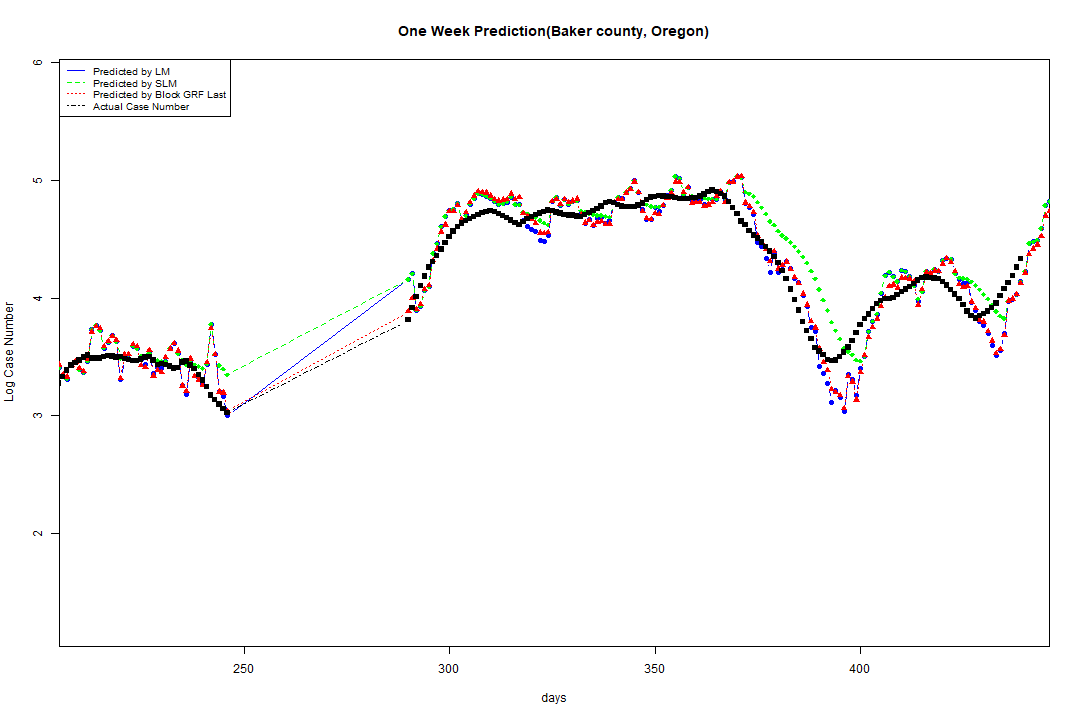 One Week Prediction(Baker county, Oregon)
6
5
4
3
2
Log Case Number
Predicted by LM
Predicted by SLM
Predicted by Block GRF Last
Actual Case Number
250
300
350
400
days